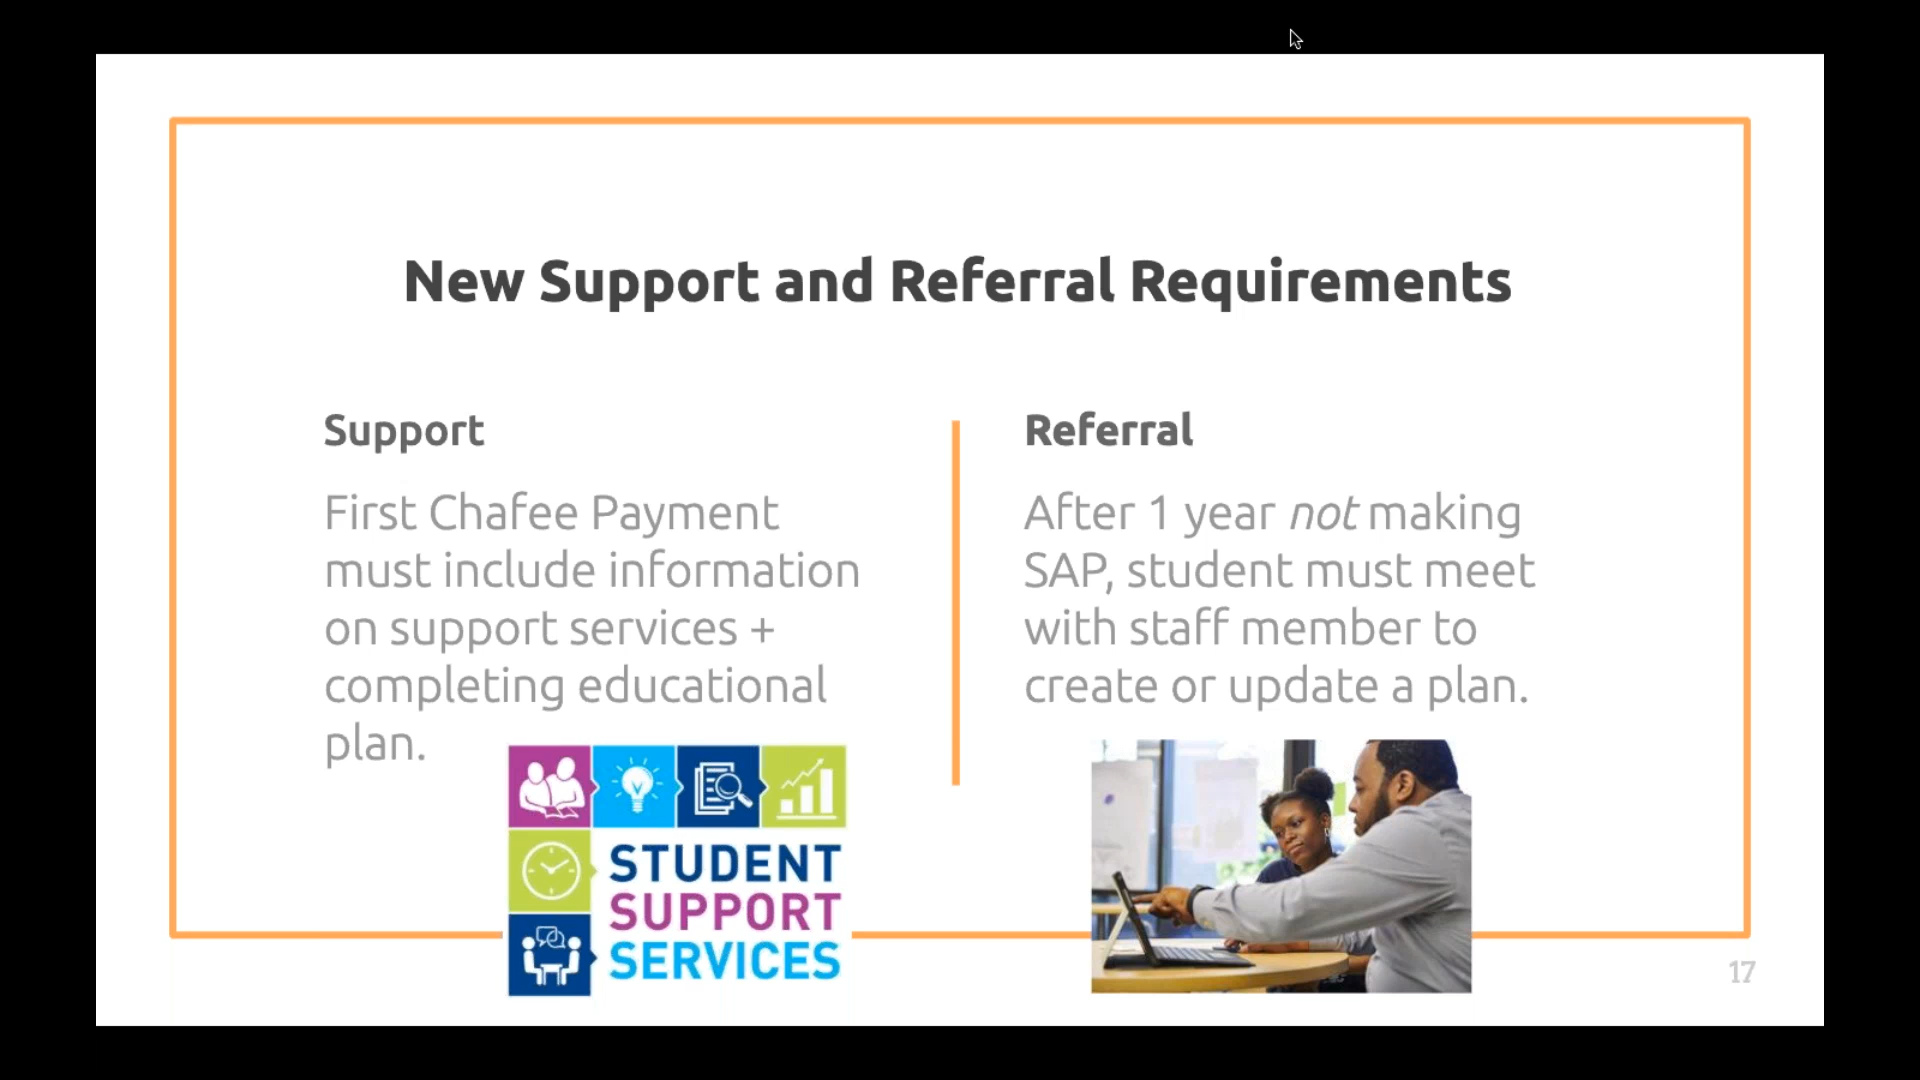 New Support and Referral Requirements
Support
First Chafee Payment
must include information
on support services +
completing educational
plan.
Referral
After 1 year not making
SAP, student must meet
with staff member to
create or update a plan.
STUDENT
SUPPORT
SERVICES
17